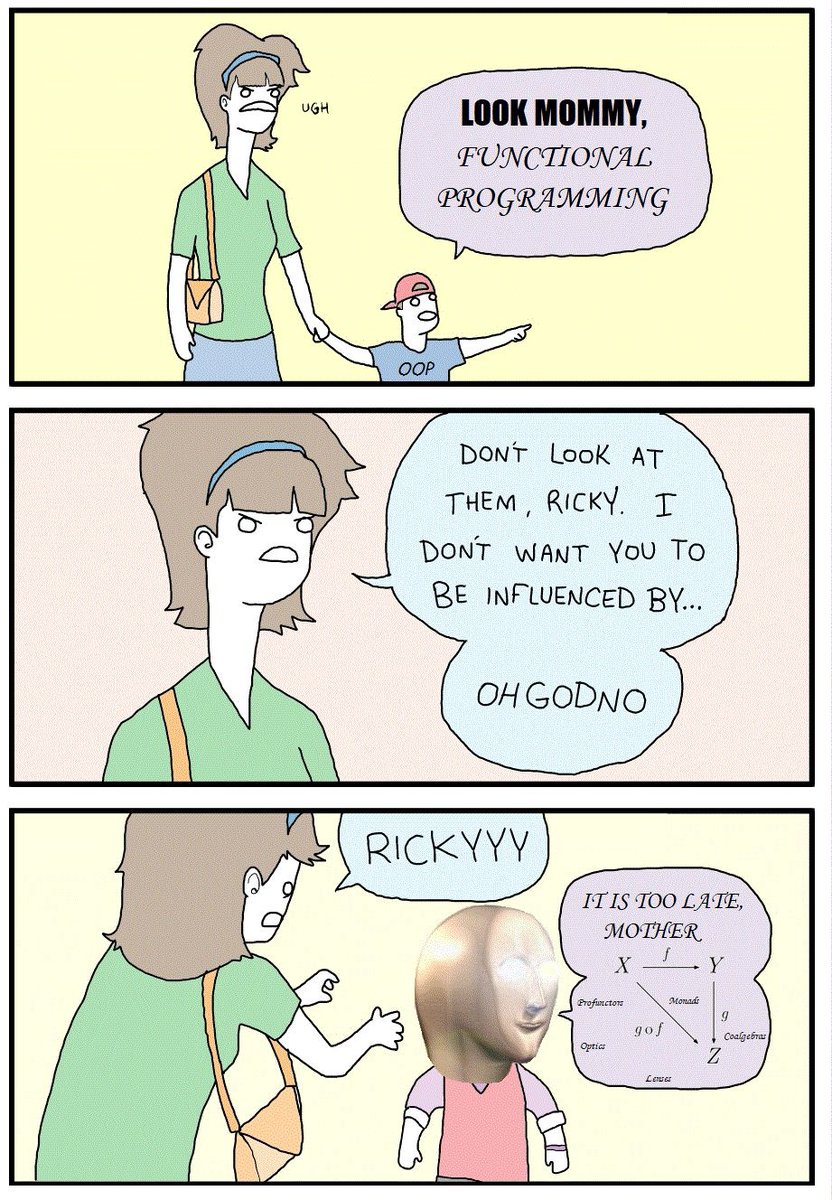 UGH
LOOK MOMMY,
FUNCTIONAL
PROGRAMMING
OOP
DON'T LOOK AT
THEM, RICKY. I
DON'T WANT YOU TO
BE INFLUENCED BY...
OH GOD NO
RICKYYY
IT IS TOO LATE,
MOTHER
X f Y
Profunctors Monads
g
g o f
Coalgebras
Optics
Z
Lenses